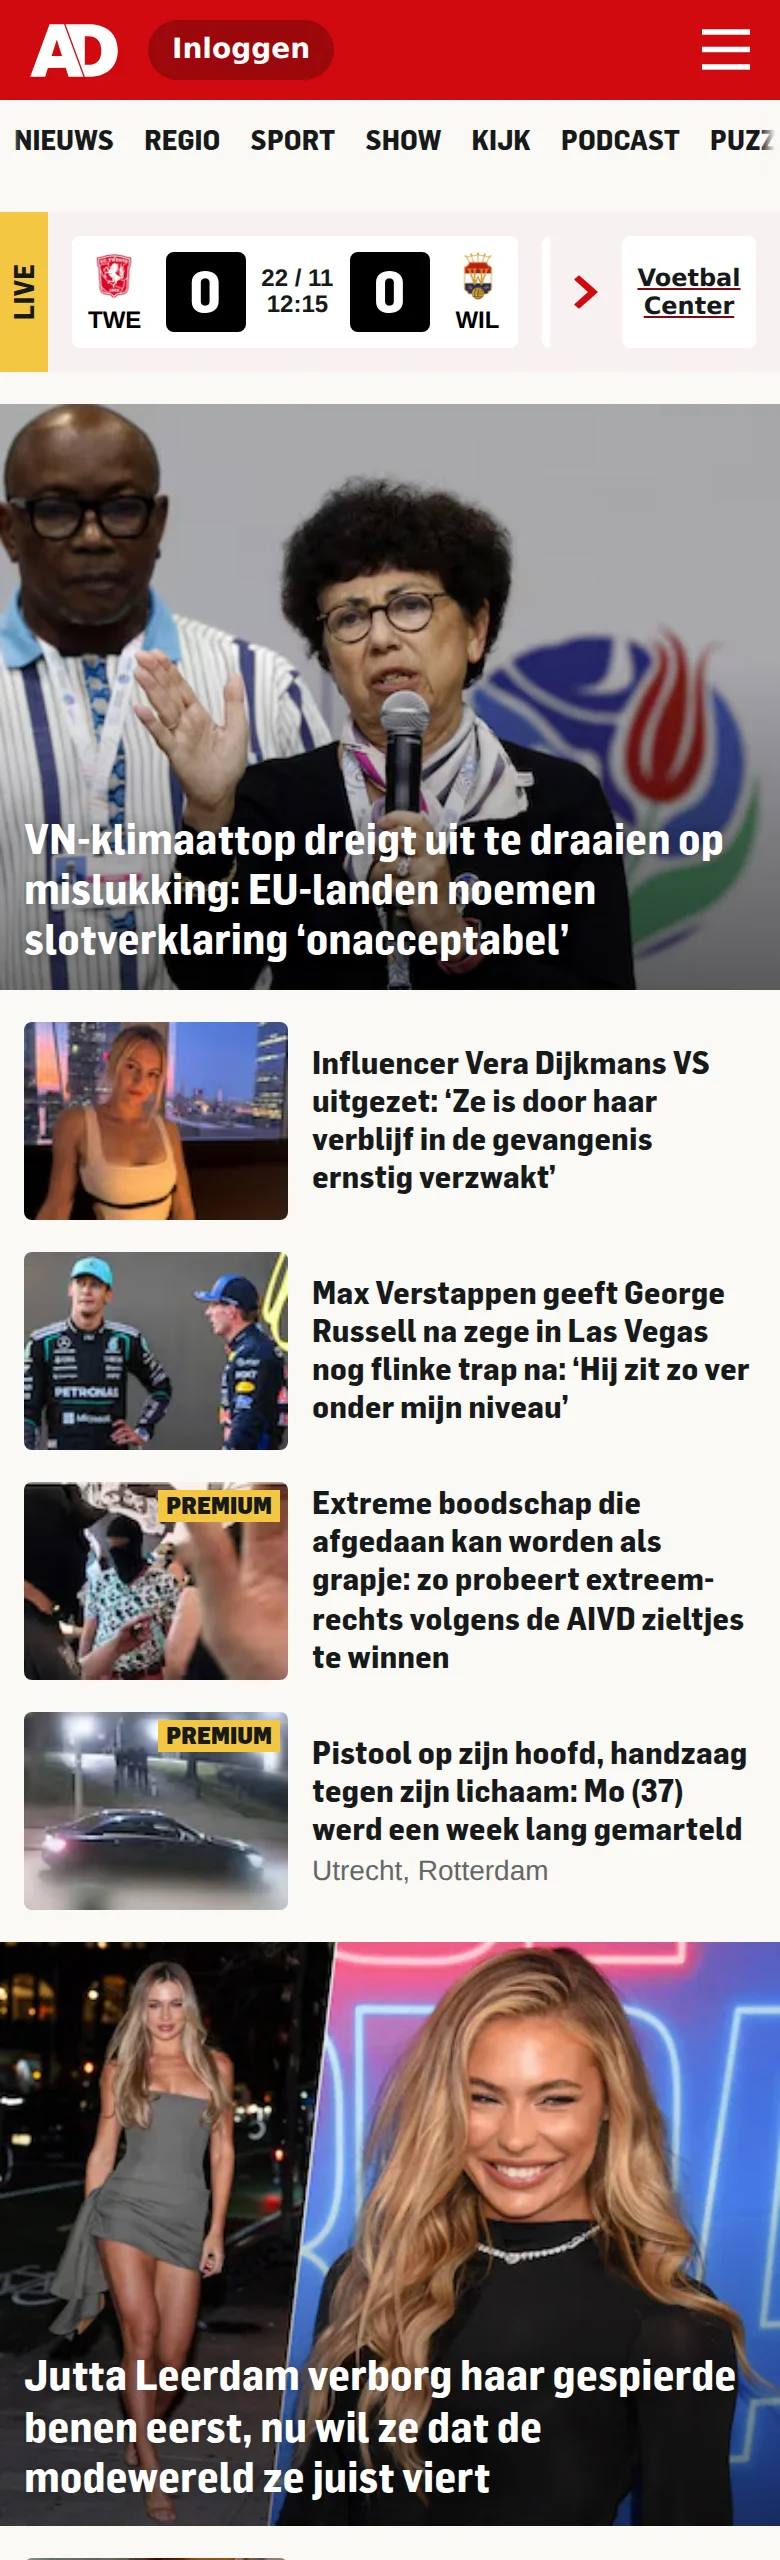 AD
Inloggen
NIEUWS REGIO SPORT SHOW KIJK PODCAST PUZZ
LIVE
TWE
0
22 / 11
12:15
0
WIL
Voetbal
Center
VN-klimaattop dreigt uit te draaien op
mislukking: EU-landen noemen
slotverklaring ‘onacceptabel’
Influencer Vera Dijkmans VS
uitgezet: ‘Ze is door haar
verblijf in de gevangenis
ernstig verzwakt’
PETRONAS
Microsoft
Max Verstappen geeft George
Russell na zege in Las Vegas
nog flinke trap na: ‘Hij zit zo ver
onder mijn niveau’
PREMIUM
Extreme boodschap die
afgedaan kan worden als
grapje: zo probeert extreem-
rechts volgens de AIVD zieltjes
te winnen
PREMIUM
Pistool op zijn hoofd, handzaag
tegen zijn lichaam: Mo (37)
werd een week lang gemarteld
Utrecht, Rotterdam
Jutta Leerdam verborg haar gespierde
benen eerst, nu wil ze dat de
modewereld ze juist viert